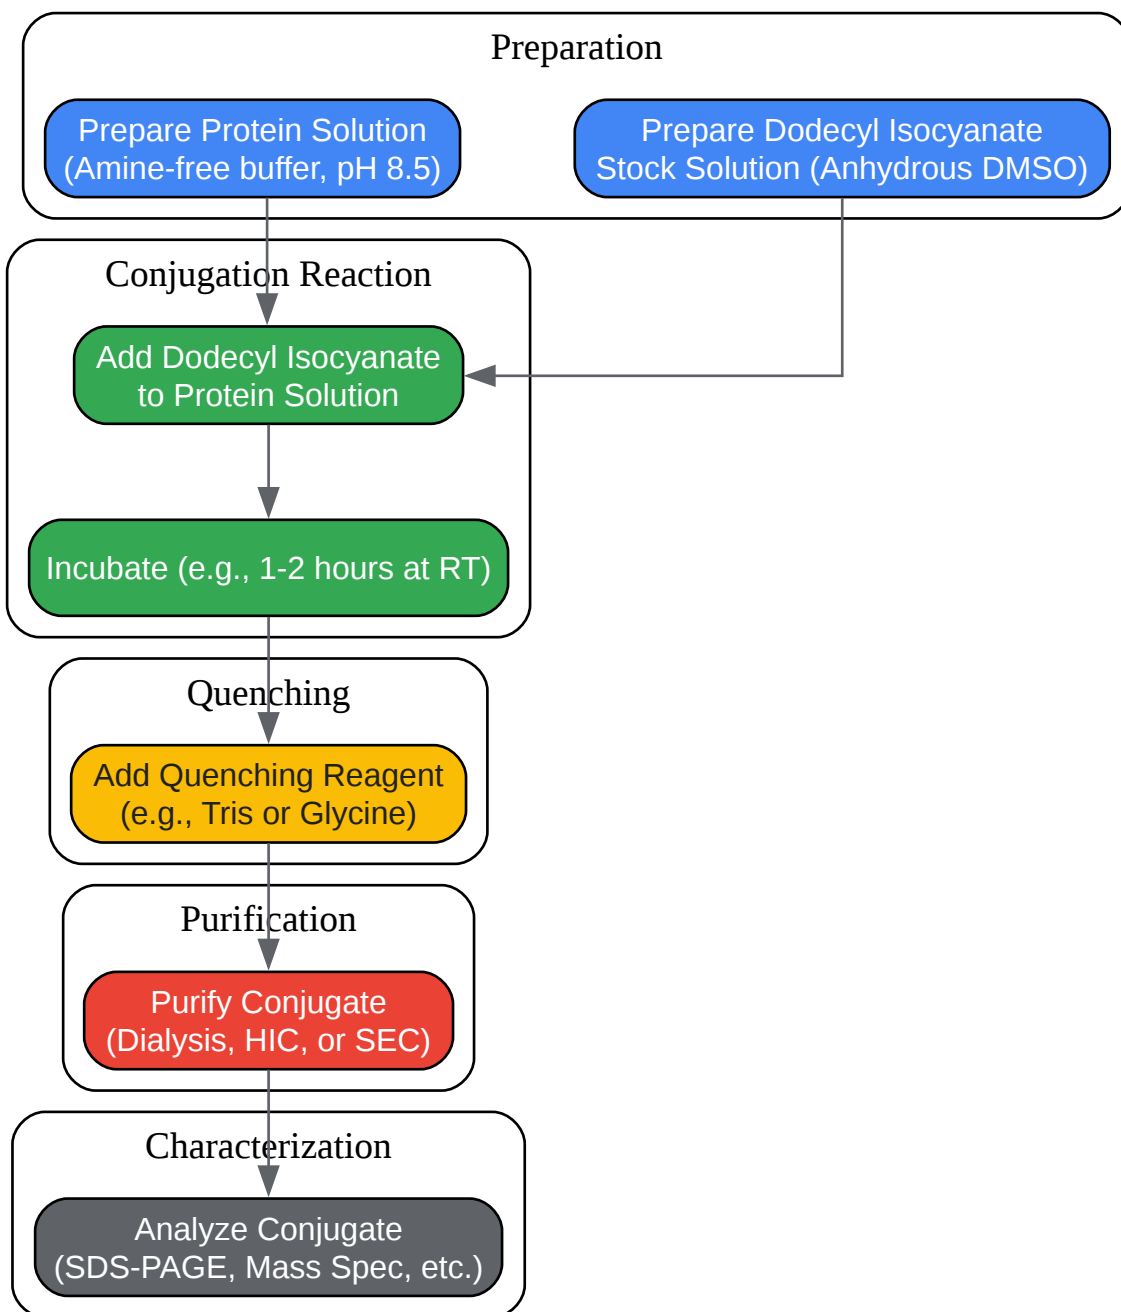 Preparation
Prepare Protein Solution
(Amine-free buffer, pH 8.5)
Prepare Dodecyl Isocyanate
Stock Solution (Anhydrous DMSO)
Conjugation Reaction
Add Dodecyl Isocyanate
to Protein Solution
Incubate (e.g., 1-2 hours at RT)
Quenching
Add Quenching Reagent
(e.g., Tris or Glycine)
Purification
Purify Conjugate
(Dialysis, HIC, or SEC)
Characterization
Analyze Conjugate
(SDS-PAGE, Mass Spec, etc.)